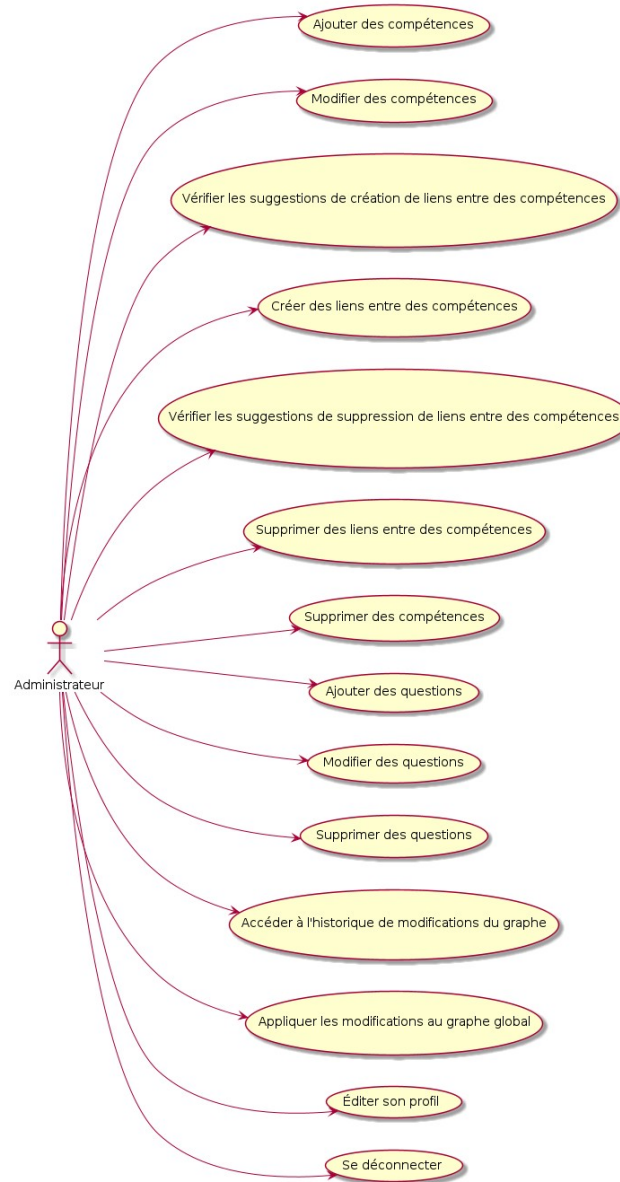 Ajouter des compétences
Modifier des compétences
Vérifier les suggestions de création de liens entre des compétences
Créer des liens entre des compétences
Vérifier les suggestions de suppression de liens entre des compétences
Supprimer des liens entre des compétences
Supprimer des compétences
Administrateur
Ajouter des questions
Modifier des questions
Supprimer des questions
Accéder à l'historique de modifications du graphe
Appliquer les modifications au graphe global
Éditer son profil
Se déconnecter